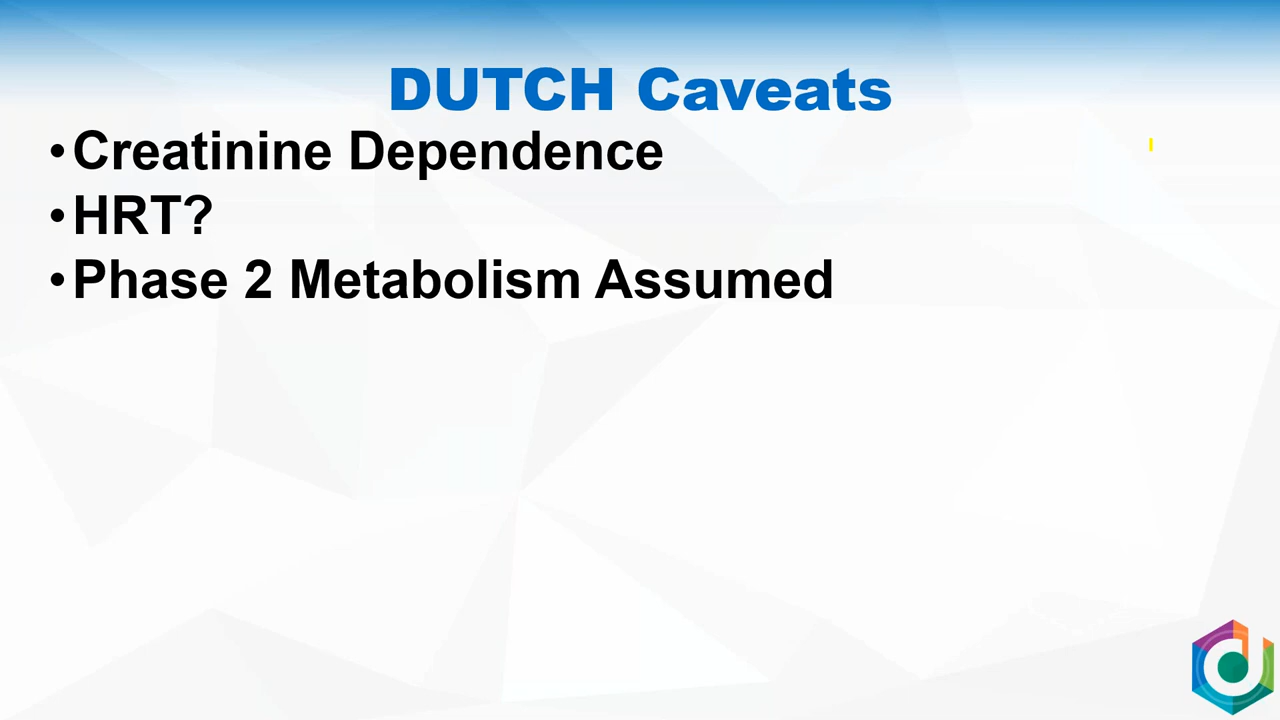 DUTCH Caveats
•Creatinine Dependence
•HRT?
•Phase 2 Metabolism Assumed